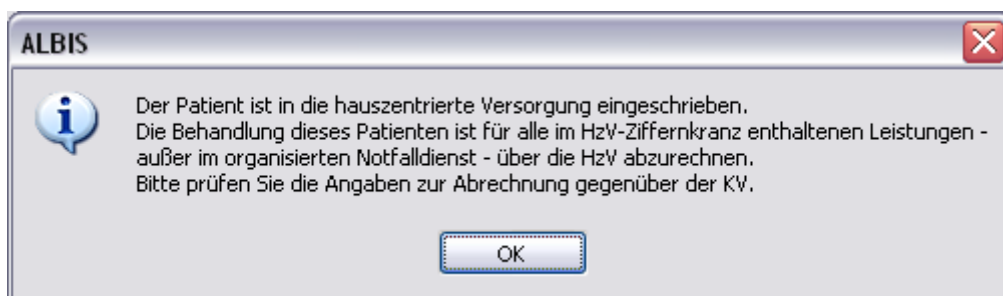 ALBIS
Der Patient ist in die hauszentrierte Versorgung eingeschrieben.
Die Behandlung dieses Patienten ist für alle im HzV-Ziffernkranz enthaltenen Leistungen -
außer im organisierten Notfalldienst - über die HzV abzurechnen.
Bitte prüfen Sie die Angaben zur Abrechnung gegenüber der KV.
OK